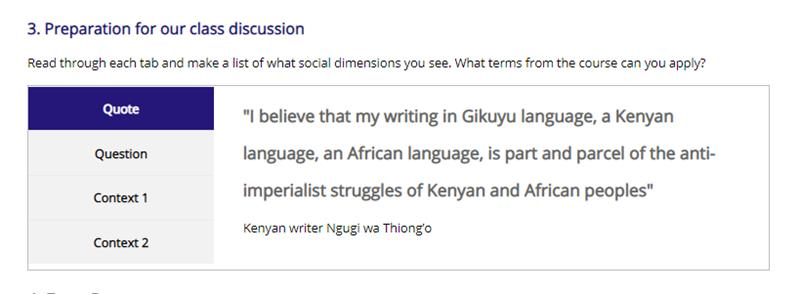 3. Preparation for our class discussion
Read through each tab and make a list of what social dimensions you see. What terms from the course can you apply?
Quote
Question
Context 1
Context 2
"I believe that my writing in Gikuyu language, a Kenyan
language, an African language, is part and parcel of the anti-
imperialist struggles of Kenyan and African peoples"
Kenyan writer Ngugi wa Thiong'o